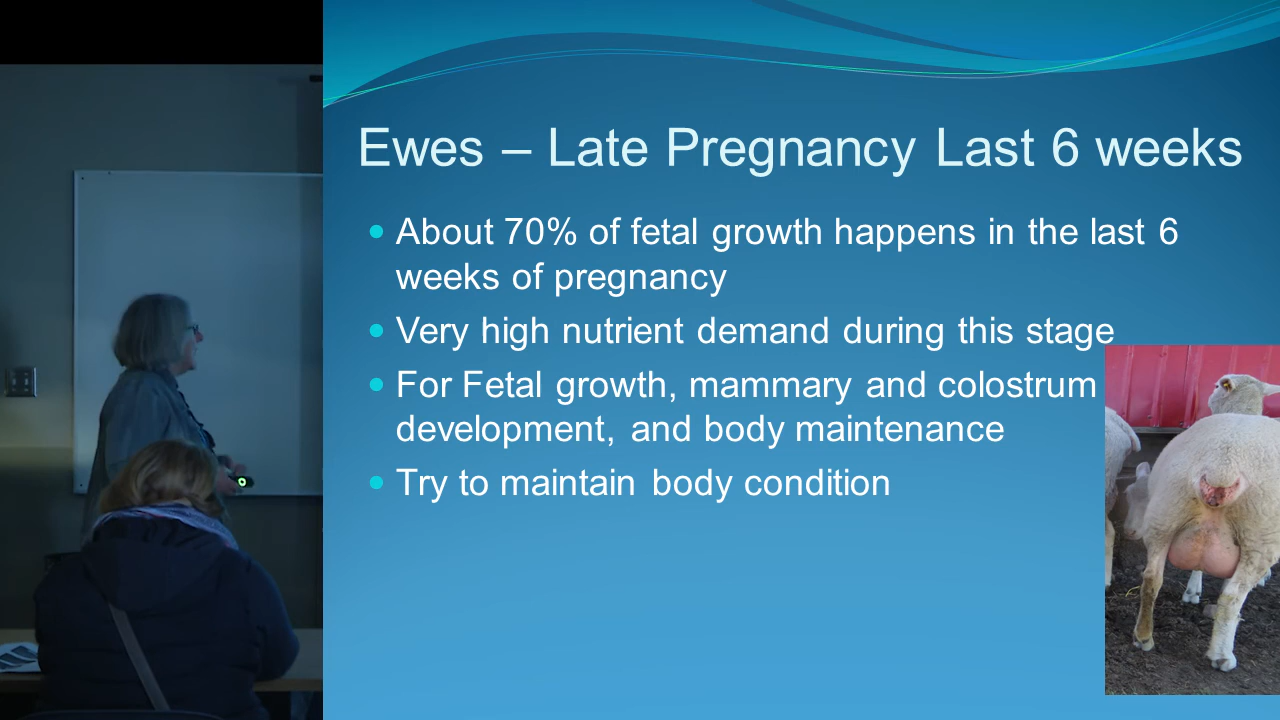 Ewes – Late Pregnancy Last 6 weeks
About 70% of fetal growth happens in the last 6
weeks of pregnancy
Very high nutrient demand during this stage
For Fetal growth, mammary and colostrum
development, and body maintenance
Try to maintain body condition